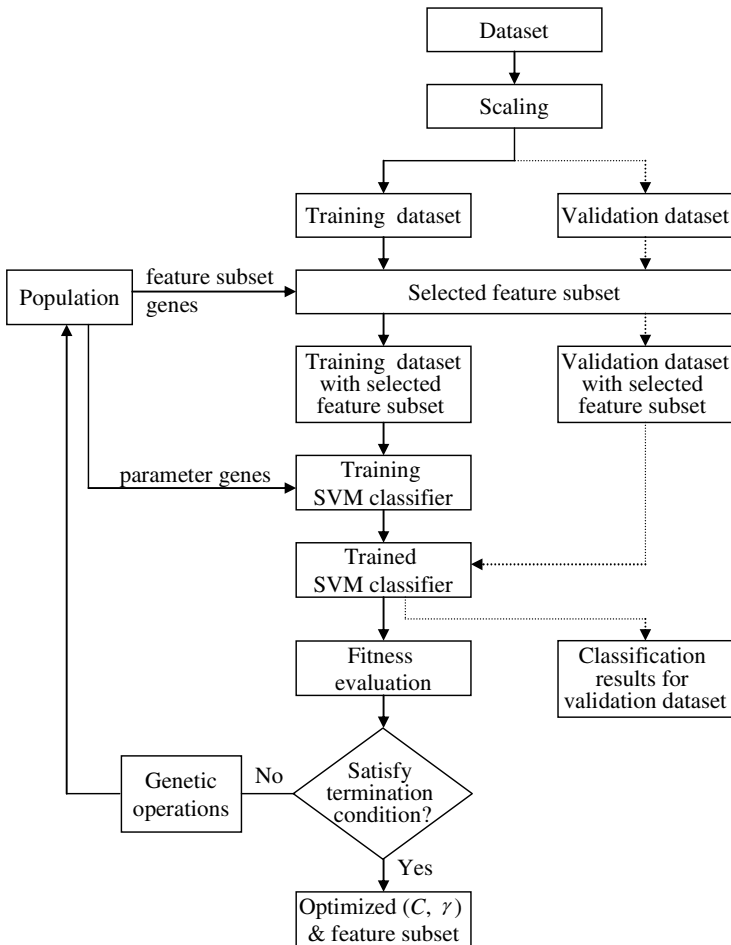 Dataset
Scaling
Training dataset
Validation dataset
Population
feature subset
genes
Selected feature subset
Training dataset
with selected
feature subset
Validation dataset
with selected
feature subset
parameter genes
Training
SVM classifier
Trained
SVM classifier
Fitness
evaluation
Classification
results for
validation dataset
Genetic
operations
No
Satisfy
termination
condition?
Yes
Optimized (C, γ)
& feature subset